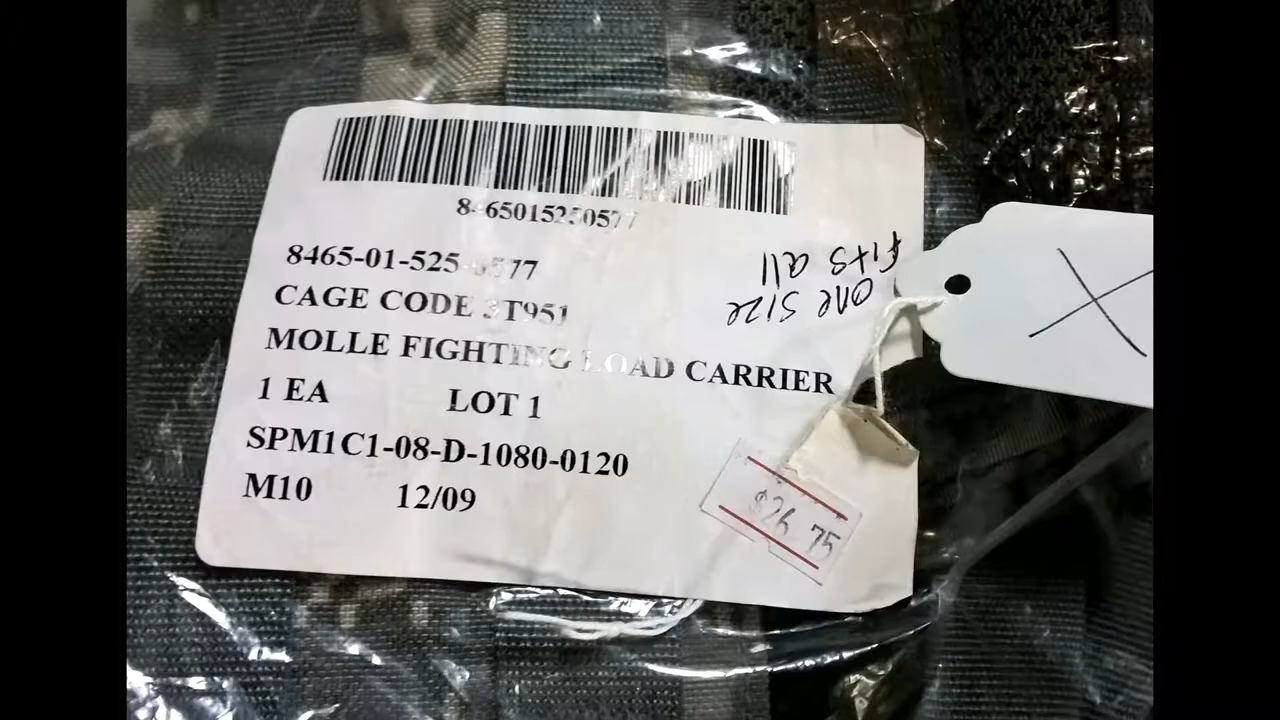 8465015250577
8465-01-525-0577
CAGE CODE 3T951
MOLLE FIGHTING LOAD CARRIER
1 EA LOT 1
SPM1C1-08-D-1080-0120
M10 12/09
one size
fits all
$26 75
X